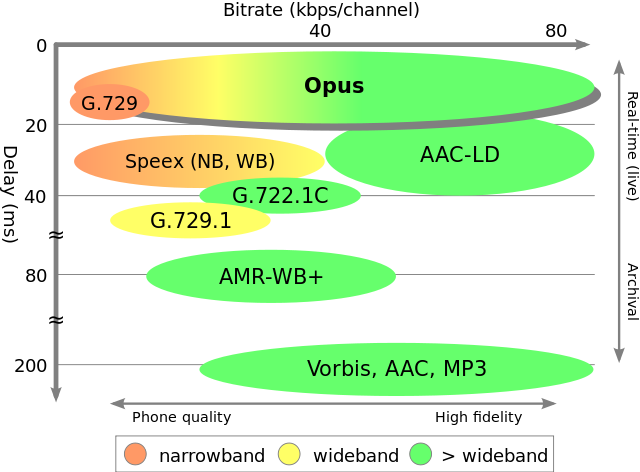 Bitrate (kbps/channel)
40 80
0
Opus
G.729
20
Speex (NB, WB) AAC-LD
40
G.722.1C
G.729.1
≈
80
AMR-WB+
≈
200
Vorbis, AAC, MP3
Delay (ms)
Real-time (live)
Archival
Phone quality High fidelity
narrowband wideband > wideband